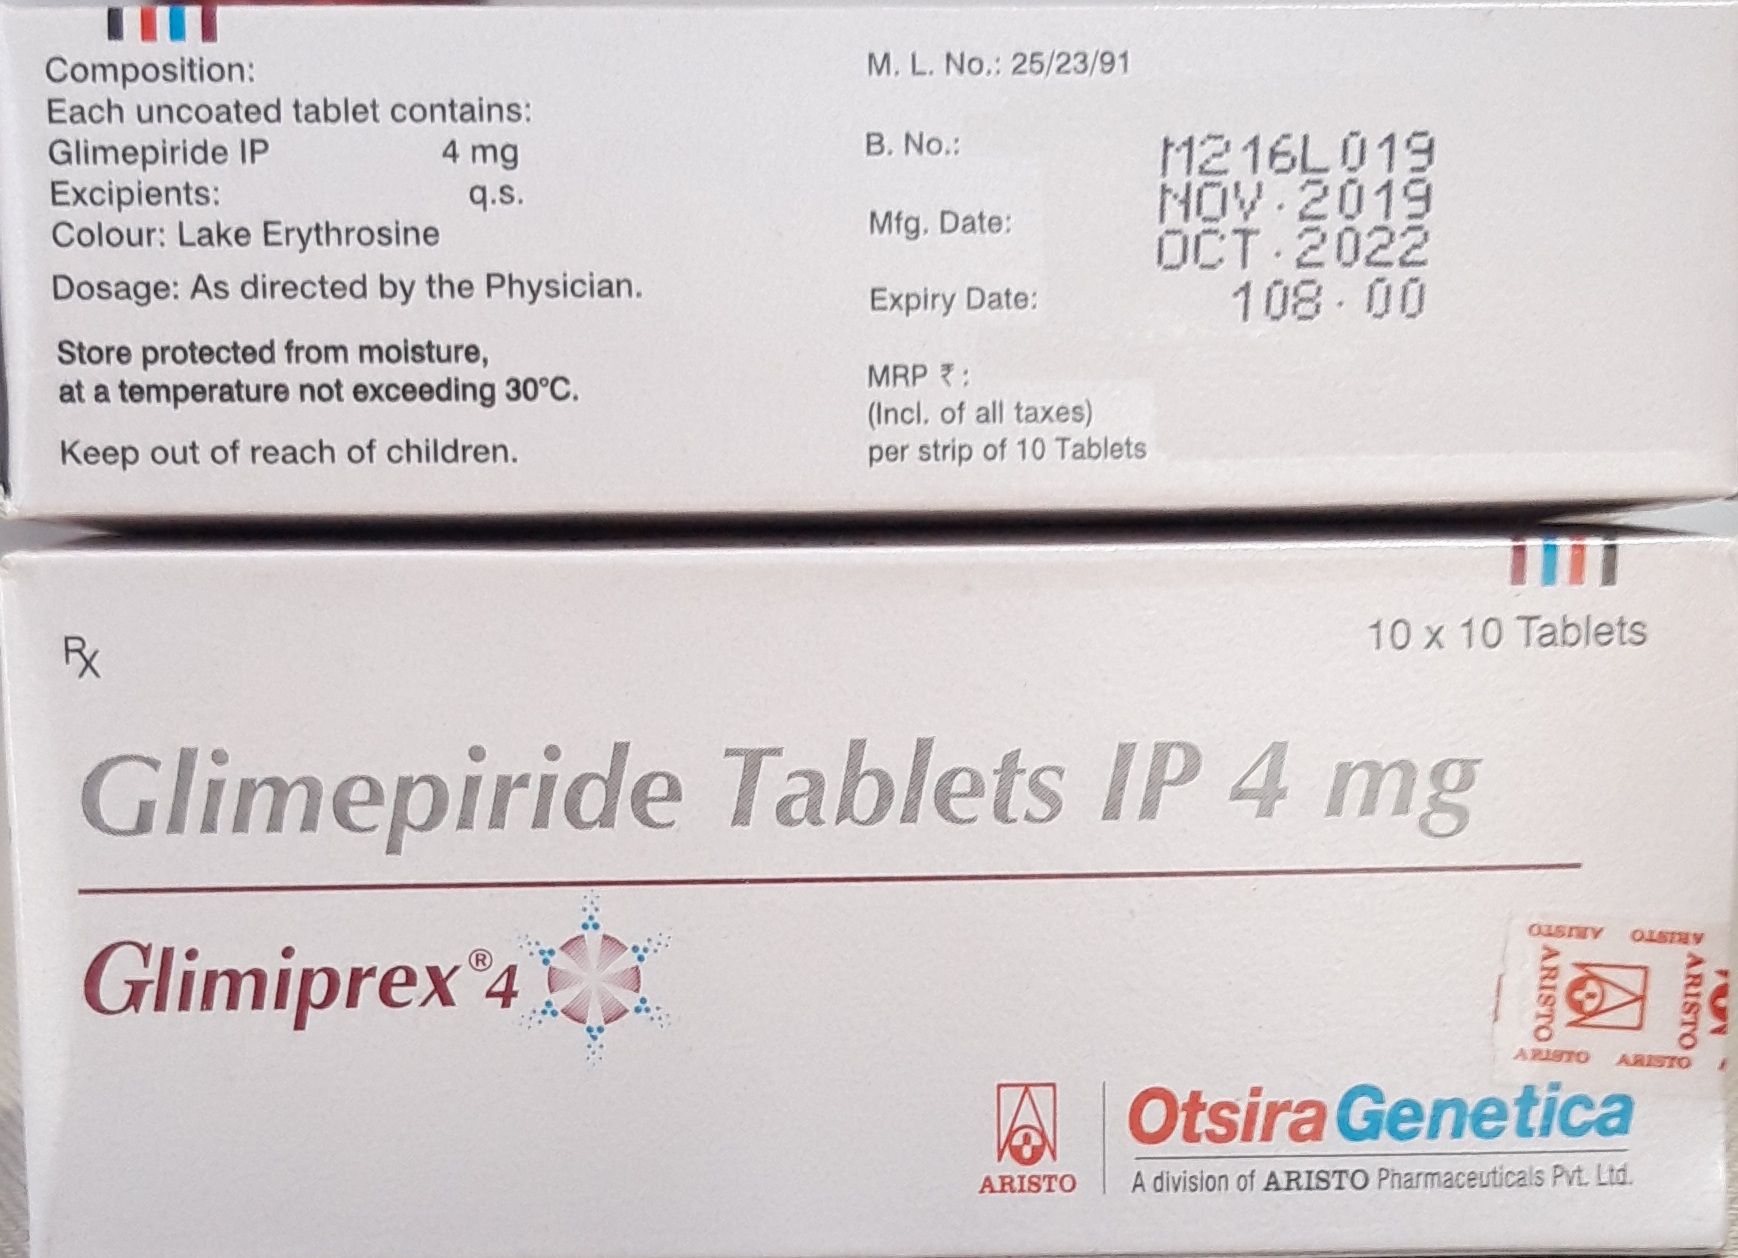 Composition:
Each uncoated tablet contains:
Glimepiride IP 4 mg
Excipients: q.s.
Colour: Lake Erythrosine
Dosage: As directed by the Physician.
Store protected from moisture,
at a temperature not exceeding 30°C.
Keep out of reach of children.
M. L. No.: 25/23/91
B. No.:
Mfg. Date:
Expiry Date:
MRP ₹ :
(Incl. of all taxes)
per strip of 10 Tablets
M216L019
NOV.2019
OCT.2022
108.00
Rx
10 x 10 Tablets
Glimepiride Tablets IP 4 mg
Glimiprex®4
ARISTO ARISTO
ARISTO ARISTO
ARISTO ARISTO
ARISTO
Otsira Genetica
A division of ARISTO Pharmaceuticals Pvt. Ltd.